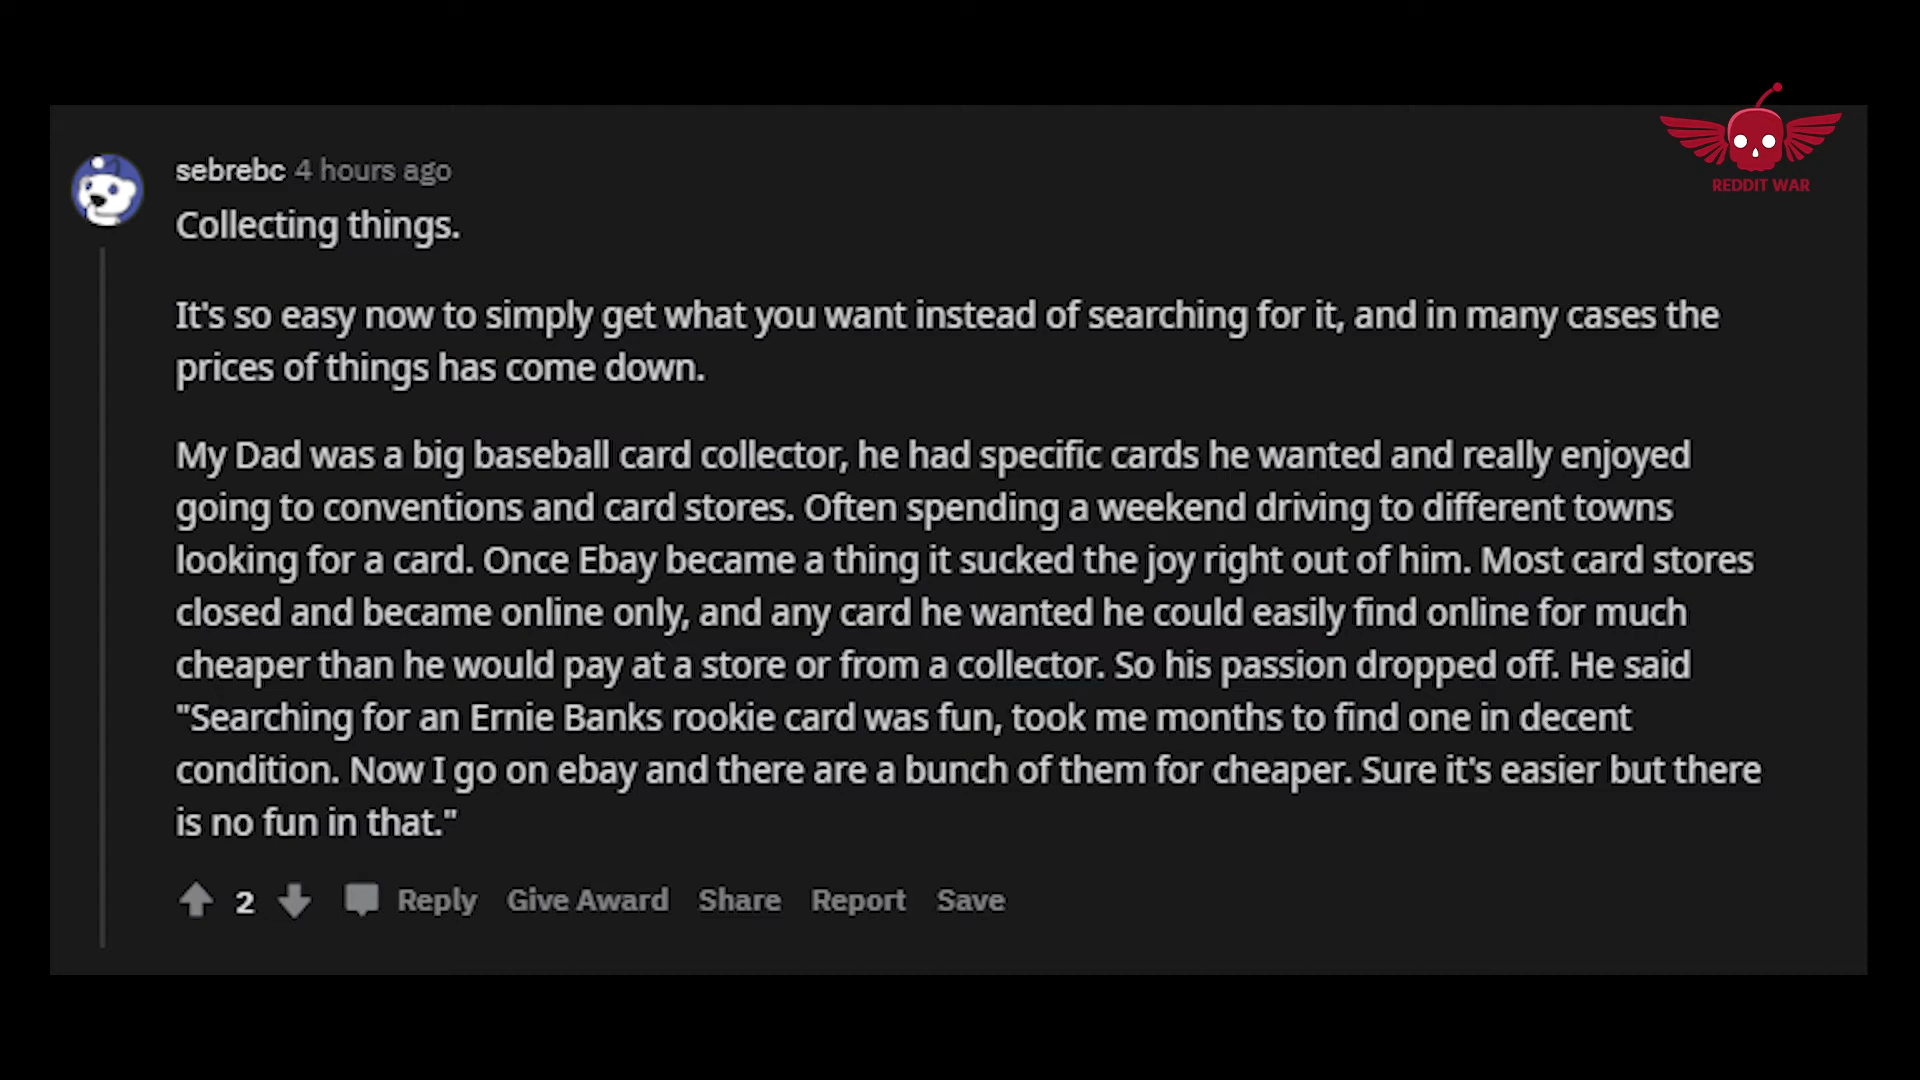 REDDIT WAR
sebrebc 4 hours ago
Collecting things.
It's so easy now to simply get what you want instead of searching for it, and in many cases the
prices of things has come down.
My Dad was a big baseball card collector, he had specific cards he wanted and really enjoyed
going to conventions and card stores. Often spending a weekend driving to different towns
looking for a card. Once Ebay became a thing it sucked the joy right out of him. Most card stores
closed and became online only, and any card he wanted he could easily find online for much
cheaper than he would pay at a store or from a collector. So his passion dropped off. He said
"Searching for an Ernie Banks rookie card was fun, took me months to find one in decent
condition. Now I go on ebay and there are a bunch of them for cheaper. Sure it's easier but there
is no fun in that."
2 Reply Give Award Share Report Save